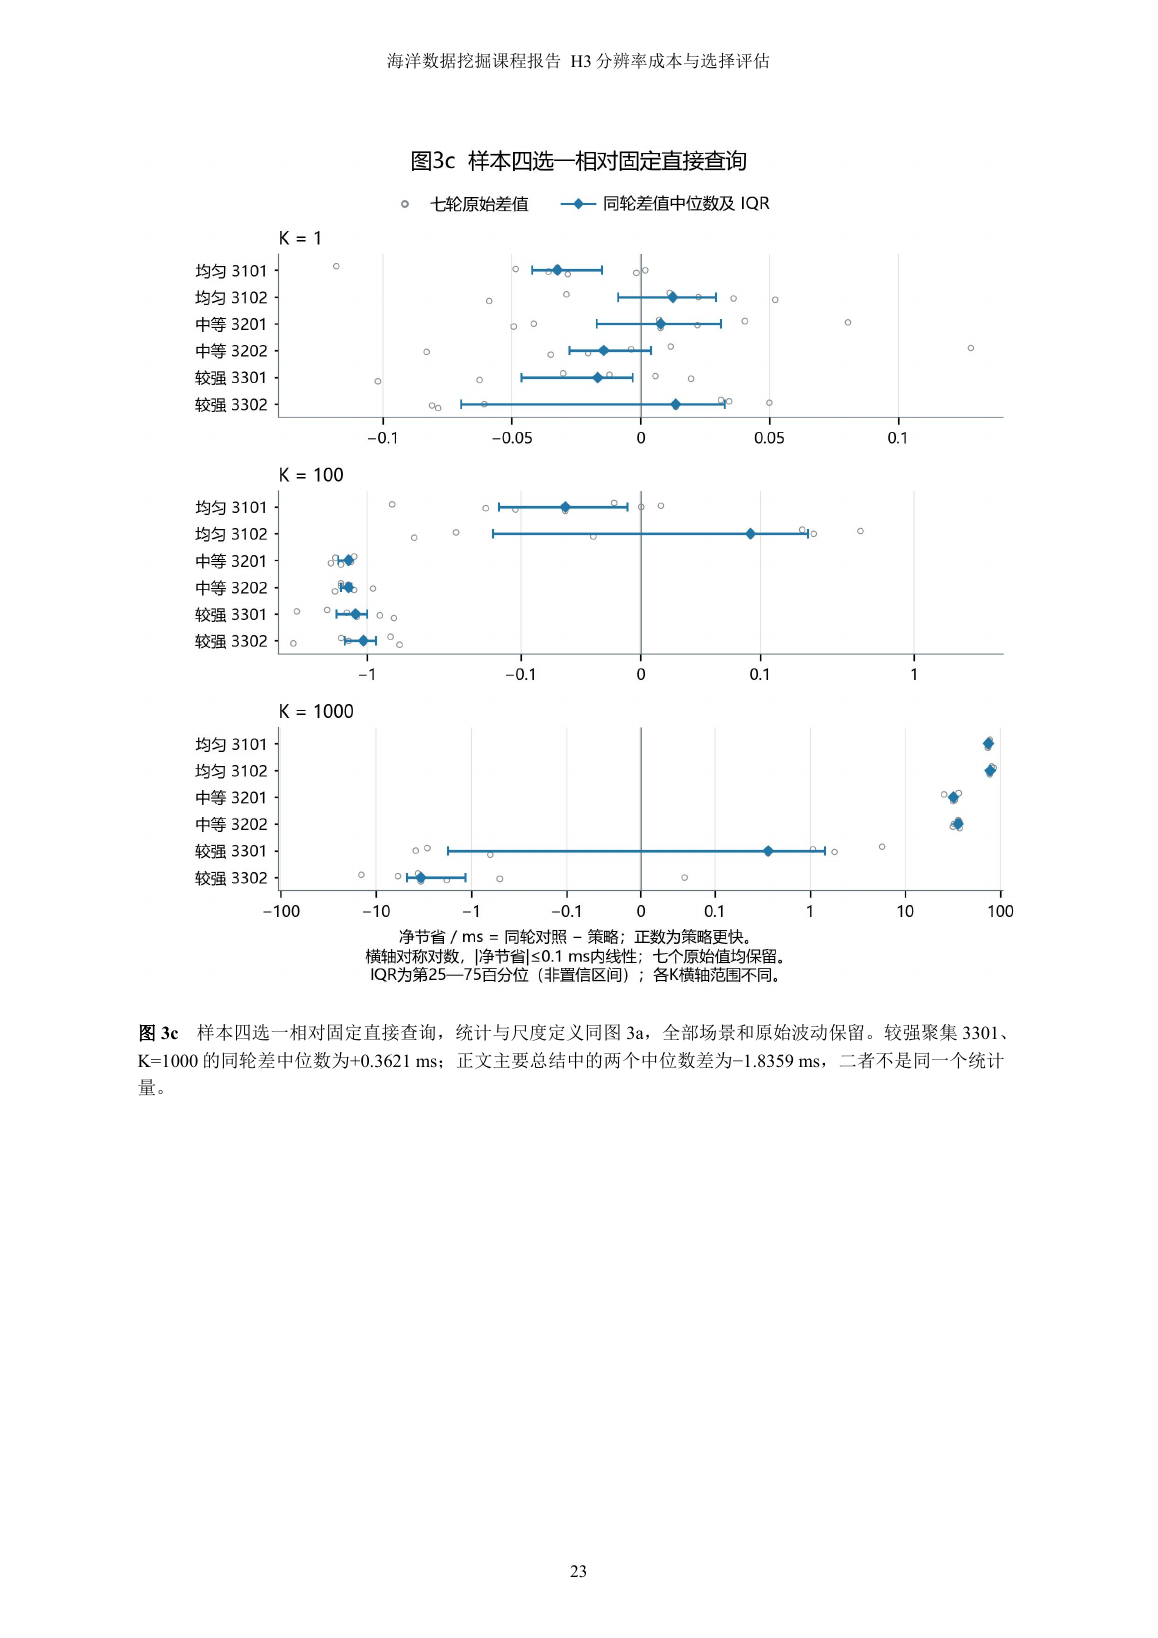 海洋数据挖掘课程报告 H3 分辨率成本与选择评估
图3c 样本四选一相对固定直接查询
七轮原始差值 同轮差值中位数及 IQR
K = 1
均匀 3101
均匀 3102
中等 3201
中等 3202
较强 3301
较强 3302
−0.1 −0.05 0 0.05 0.1
K = 100
均匀 3101
均匀 3102
中等 3201
中等 3202
较强 3301
较强 3302
−1 −0.1 0 0.1 1
K = 1000
均匀 3101
均匀 3102
中等 3201
中等 3202
较强 3301
较强 3302
−100 −10 −1 −0.1 0 0.1 1 10 100
净节省 / ms = 同轮对照 − 策略；正数为策略更快。
横轴对称对数，|净节省|≤0.1 ms内线性；七个原始值均保留。
IQR为第25—75百分位（非置信区间）；各K横轴范围不同。
图 3c 样本四选一相对固定直接查询，统计与尺度定义同图 3a，全部场景和原始波动保留。较强聚集 3301、
K=1000 的同轮差中位数为+0.3621 ms；正文主要总结中的两个中位数差为−1.8359 ms，二者不是同一个统计
量。
23